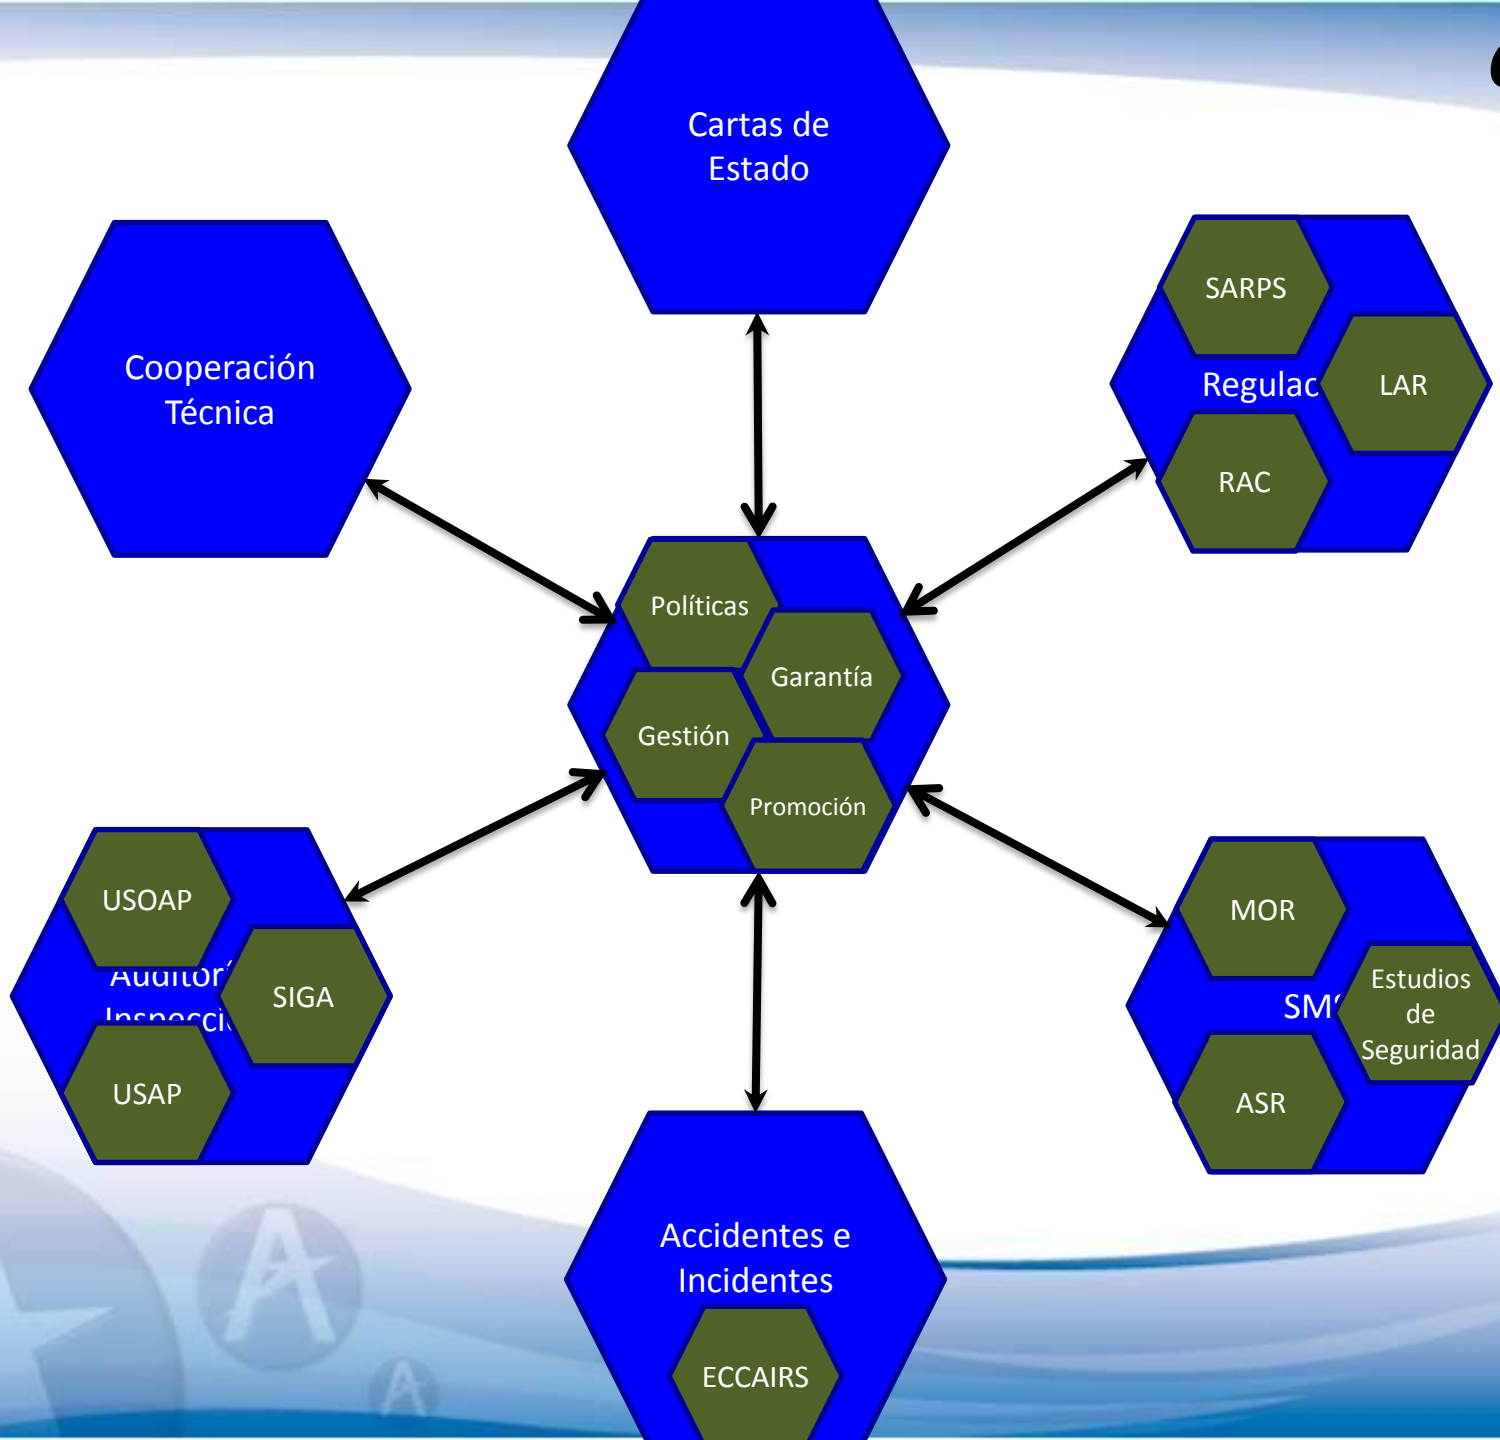 Cartas de
Estado
Cooperación
Técnica
SARPS
LAR
RAC
Políticas
Garantía
Gestión
Promoción
USOAP
SIGA
USAP
MOR
Estudios
de
Seguridad
ASR
Accidentes e
Incidentes
ECCAIRS